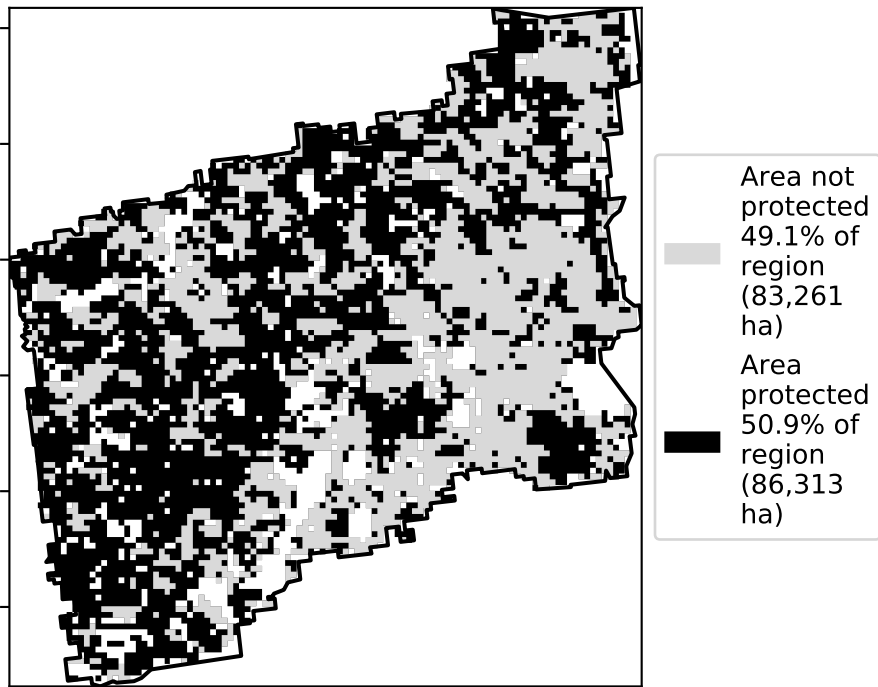 Area not
protected
49.1% of
region
(83,261
ha)
Area
protected
50.9% of
region
(86,313
ha)